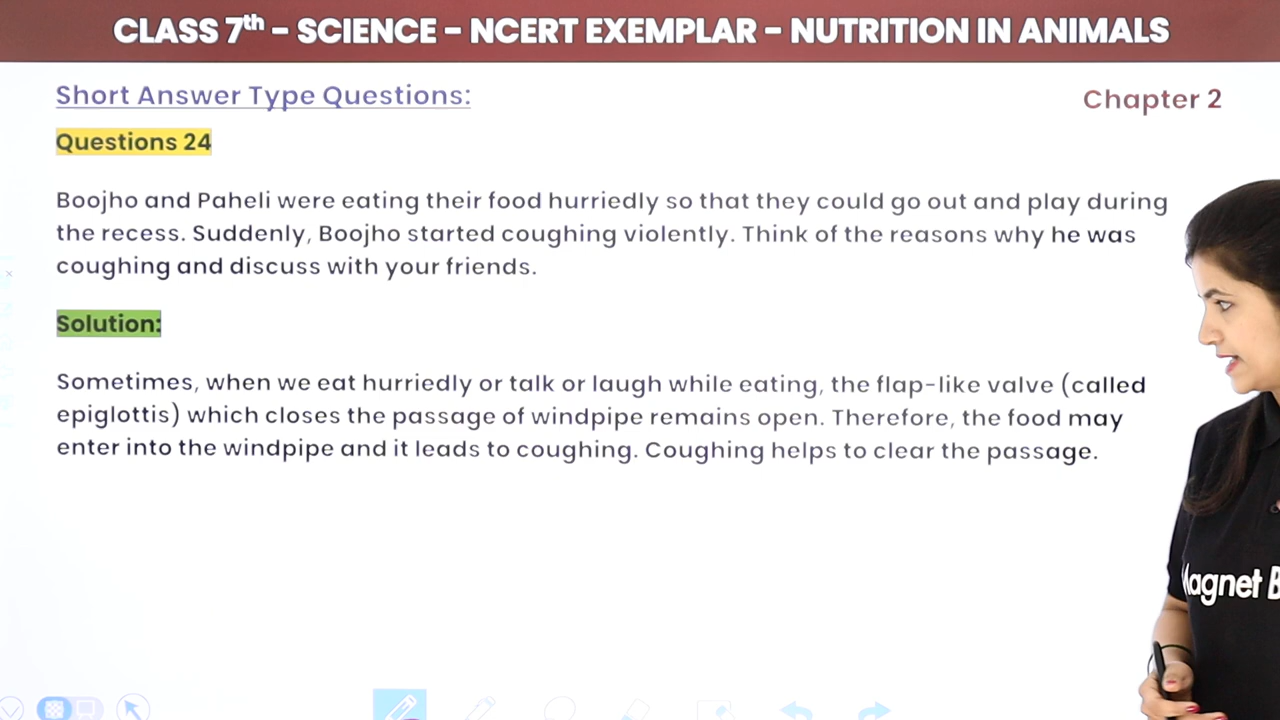 CLASS 7th – SCIENCE – NCERT EXEMPLAR – NUTRITION IN ANIMALS
Short Answer Type Questions:
Chapter 2
Questions 24
Boojho and Paheli were eating their food hurriedly so that they could go out and play during
the recess. Suddenly, Boojho started coughing violently. Think of the reasons why he was
coughing and discuss with your friends.
Solution:
Sometimes, when we eat hurriedly or talk or laugh while eating, the flap-like valve (called
epiglottis) which closes the passage of windpipe remains open. Therefore, the food may
enter into the windpipe and it leads to coughing. Coughing helps to clear the passage.
Magnet B